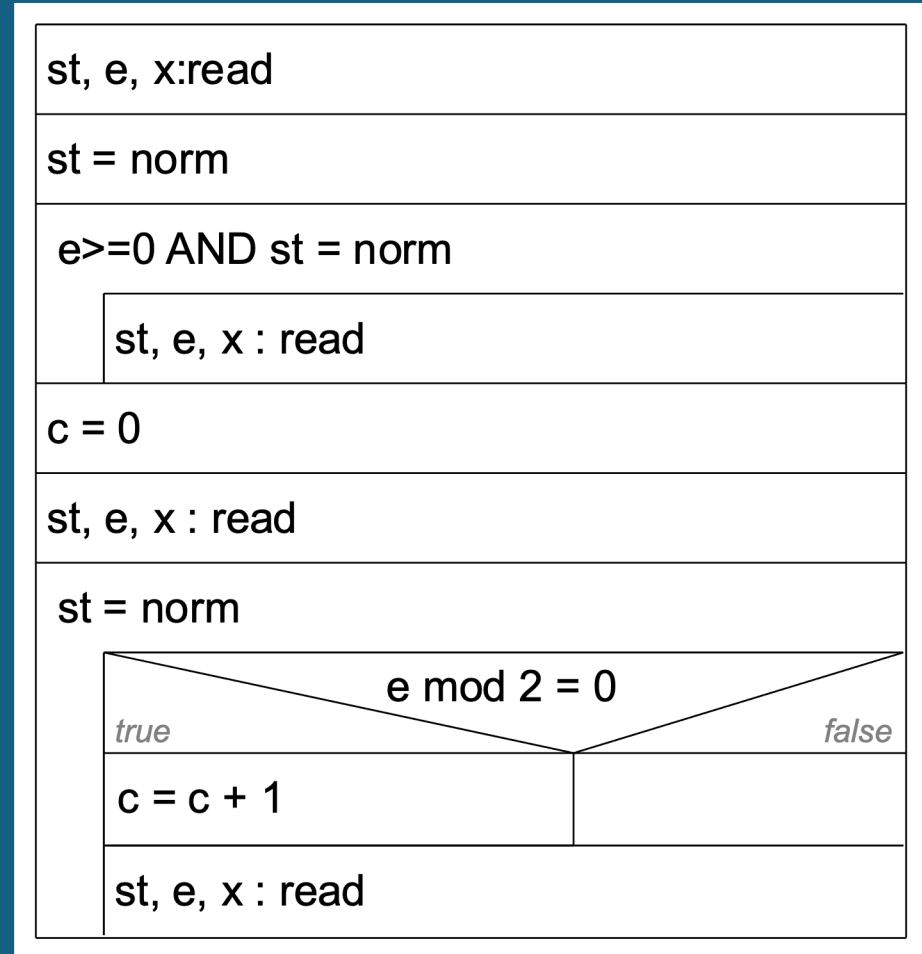 st, e, x:read
st = norm
e>=0 AND st = norm
st, e, x : read
c = 0
st, e, x : read
st = norm
e mod 2 = 0
true false
c = c + 1
st, e, x : read